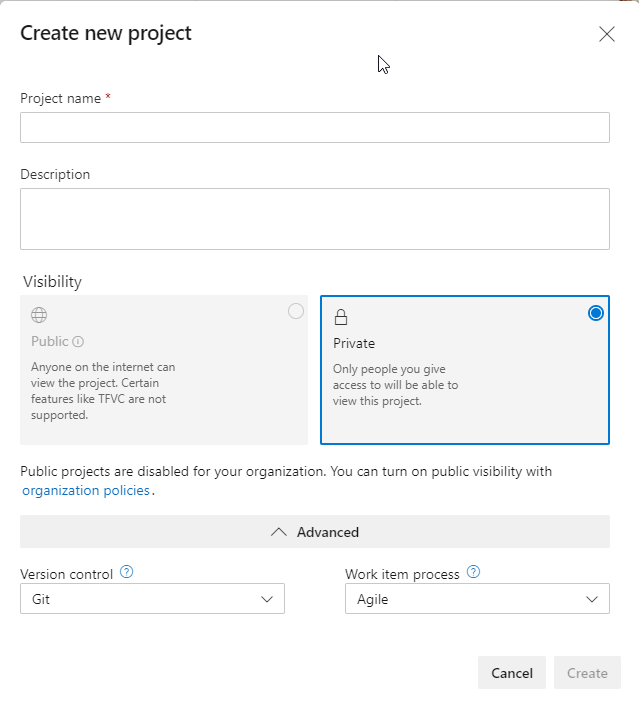 Create new project
Project name *
Description
Visibility
Public
Anyone on the internet can
view the project. Certain
features like TFVC are not
supported.
Private
Only people you give
access to will be able to
view this project.
Public projects are disabled for your organization. You can turn on public visibility with
organization policies.
Advanced
Version control
Git
Work item process
Agile
Cancel
Create